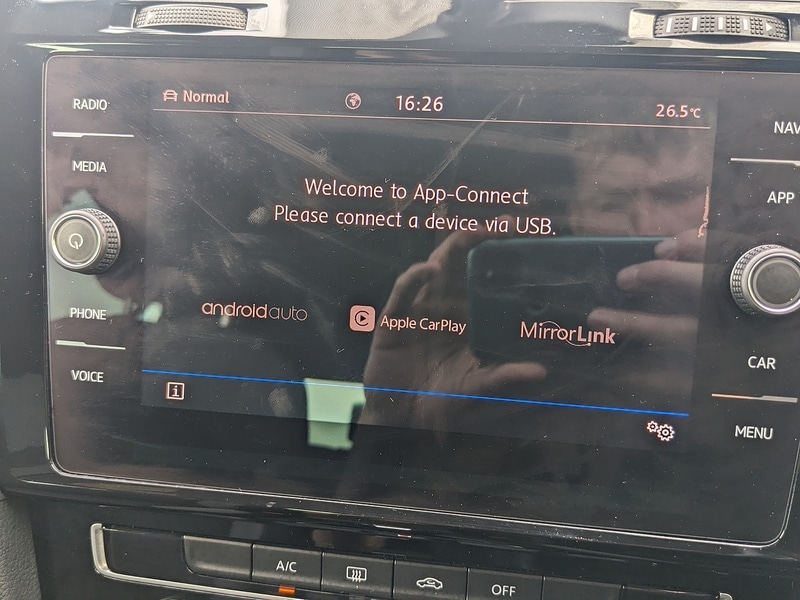 Normal
16:26
26.5°C
RADIO
MEDIA
PHONE
VOICE
Welcome to App-Connect
Please connect a device via USB.
androidauto
Apple CarPlay
MirrorLink
i
NAV
APP
CAR
MENU
A/C
OFF